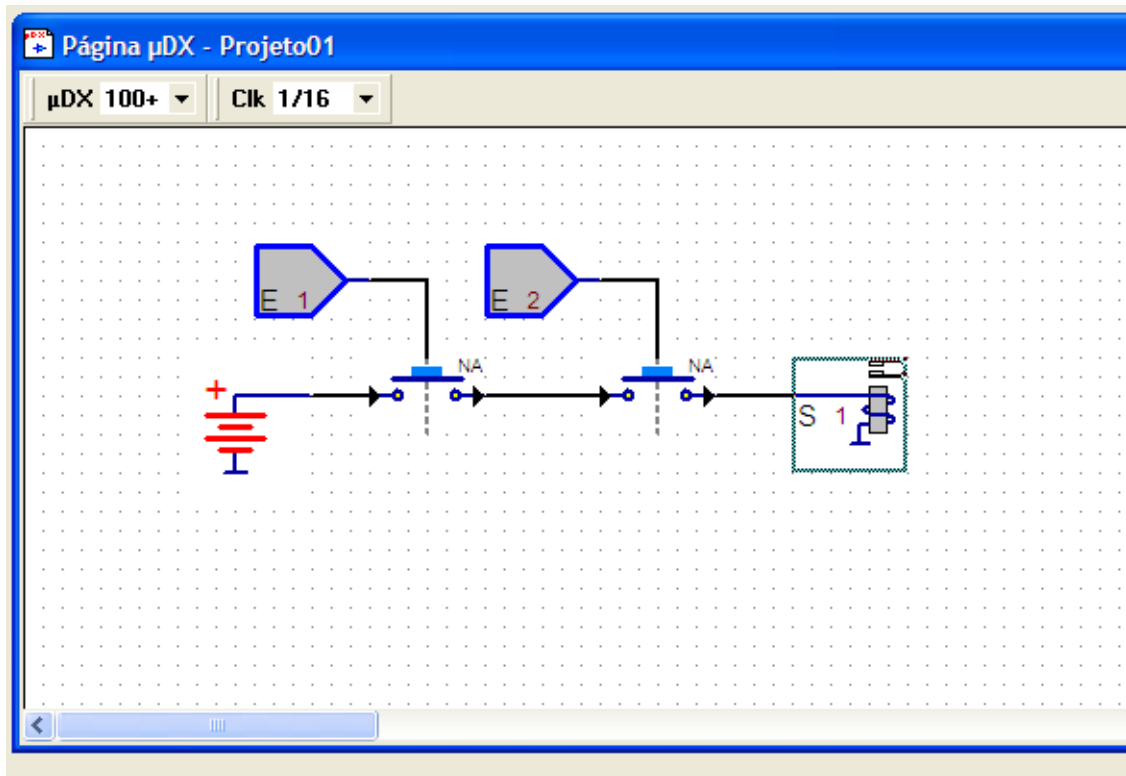 Página µDX - Projeto01
µDX 100+ Clk 1/16
E 1 E 2
NA NA
+
S 1